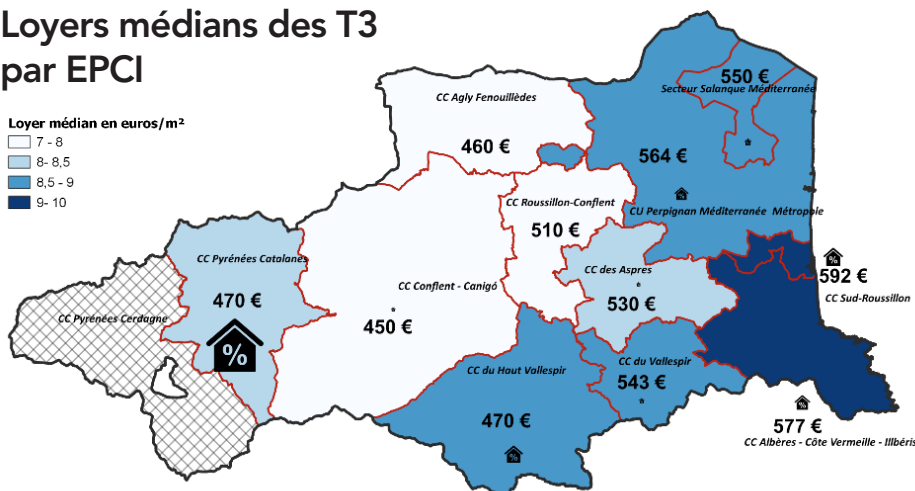 Loyers médians des T3
par EPCI
Loyer médian en euros/m²
7 - 8
8- 8,5
8,5 - 9
9- 10
550 €
Secteur Salanque Méditerranée
CC Agly Fenouillèdes
460 €
564 €
CC Roussillon-Conflent
CU Perpignan Méditerranée Métropole
510 €
CC Pyrénées Catalanes
CC des Aspres
592 €
CC Conflent - Canigó
470 €
530 €
CC Sud-Roussillon
CC Pyrénées Cerdagne
450 €
%
CC du Haut Vallespir
CC du Vallespir
543 €
470 €
577 €
CC Albères - Côte Vermeille - Illbéris